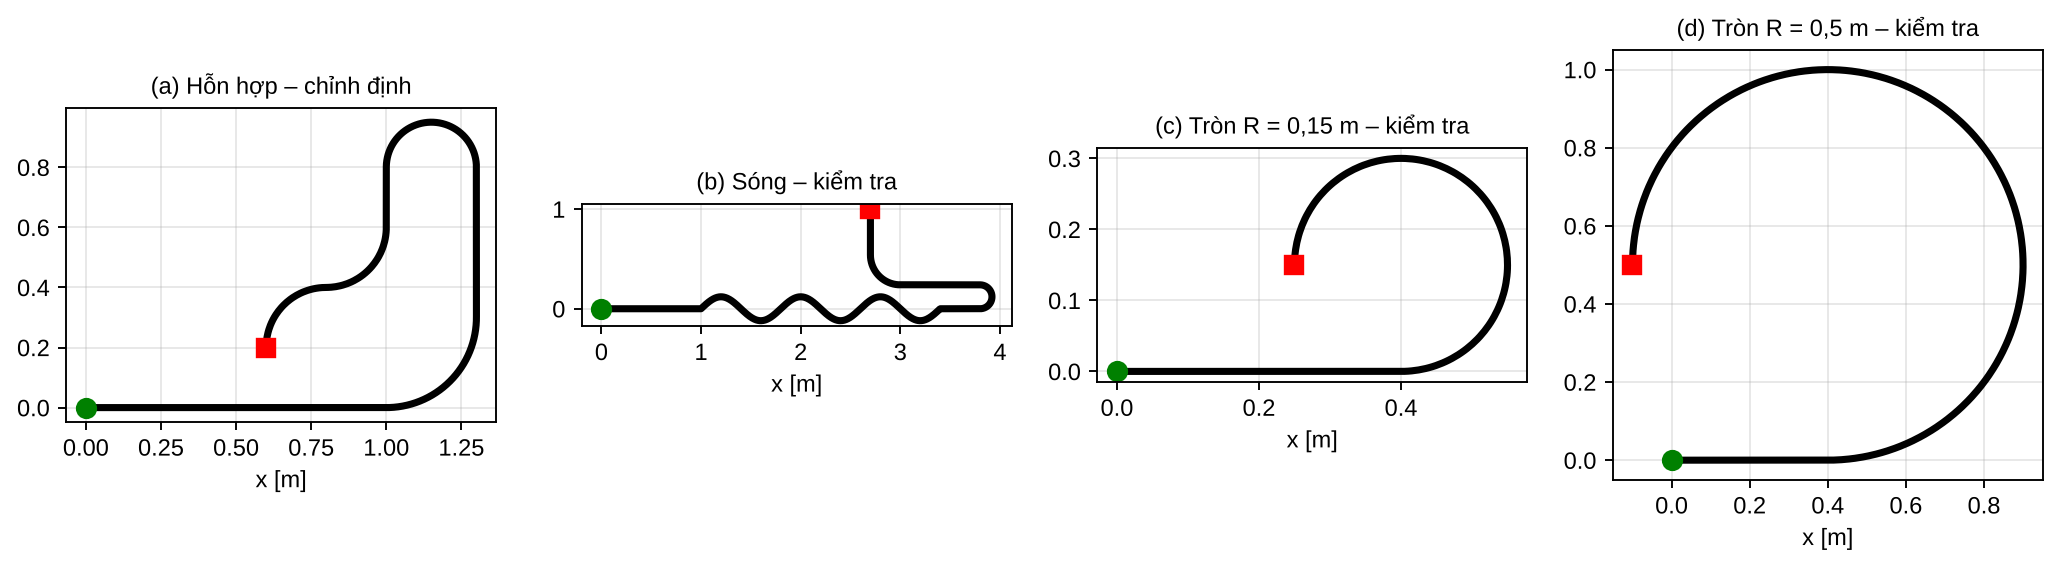 (a) Hỗn hợp – chỉnh định
0.8
0.6
0.4
0.2
0.0
0.00 0.25 0.50 0.75 1.00 1.25
x [m]
(b) Sóng – kiểm tra
1
0
0 1 2 3 4
x [m]
(c) Tròn R = 0,15 m – kiểm tra
0.3
0.2
0.1
0.0
0.0 0.2 0.4
x [m]
(d) Tròn R = 0,5 m – kiểm tra
1.0
0.8
0.6
0.4
0.2
0.0
0.0 0.2 0.4 0.6 0.8
x [m]